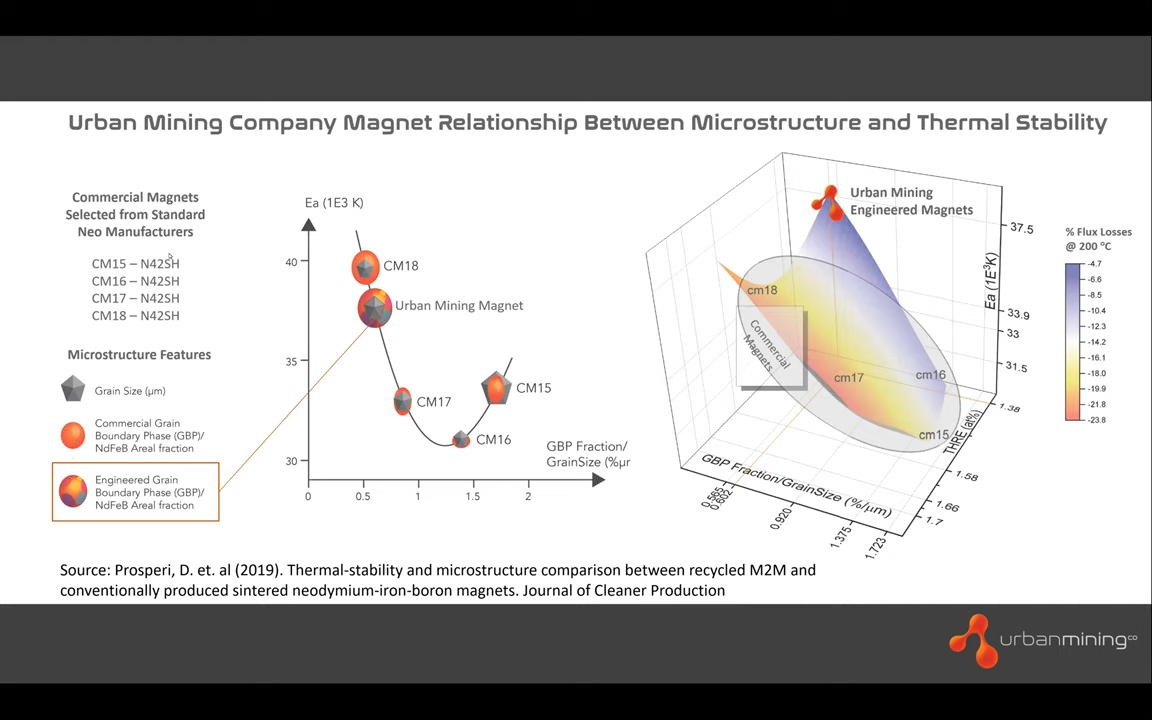 Urban Mining Company Magnet Relationship Between Microstructure and Thermal Stability
Commercial Magnets
Selected from Standard
Neo Manufacturers
CM15 – N42SH
CM16 – N42SH
CM17 – N42SH
CM18 – N42SH
Microstructure Features
Grain Size (μm)
Commercial Grain
Boundary Phase (GBP)/
NdFeB Areal fraction
Engineered Grain
Boundary Phase (GBP)/
NdFeB Areal fraction
Ea (1E3 K)
40
35
30
0
0.5
1
1.5
2
CM18
Urban Mining Magnet
CM17
CM15
CM16
GBP Fraction/
GrainSize (%μr
Urban Mining
Engineered Magnets
cm18
Commercial
Magnets
cm17
cm16
cm15
Ea (1E³K)
37.5
33.9
33
31.5
THRE (at%)
1.38
1.58
1.66
1.7
GBP Fraction/GrainSize (%/μm)
0.565
0.602
0.920
1.375
1.723
% Flux Losses
@ 200 °C
-4.7
-6.6
-8.5
-10.4
-12.3
-14.2
-16.1
-18.0
-19.9
-21.8
-23.8
Source: Prosperi, D. et. al (2019). Thermal-stability and microstructure comparison between recycled M2M and
conventionally produced sintered neodymium-iron-boron magnets. Journal of Cleaner Production
urbanmining co